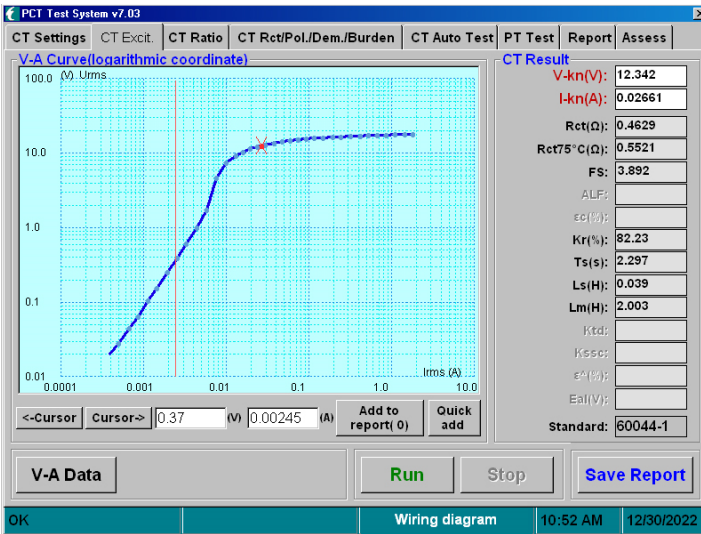 PCT Test System v7.03
CT Settings CT Excit. CT Ratio CT Rct/Pol./Dem./Burden CT Auto Test PT Test Report Assess
V-A Curve(logarithmic coordinate)
100.0 (V) Urms
10.0
1.0
0.1
0.01
Irms (A)
0.0001 0.001 0.01 0.1 1.0 10.0
<-Cursor Cursor-> 0.37 (V) 0.00245 (A) Add to report( 0) Quick add
CT Result
V-kn(V): 12.342
I-kn(A): 0.02661
Rct(Ω): 0.4629
Rct75°C(Ω): 0.5521
FS: 3.892
ALF:
εc(%):
Kr(%): 82.23
Ts(s): 2.297
Ls(H): 0.039
Lm(H): 2.003
Ktd:
Kssc:
ε^(%):
Eal(V):
Standard: 60044-1
V-A Data Run Stop Save Report
OK Wiring diagram 10:52 AM 12/30/2022